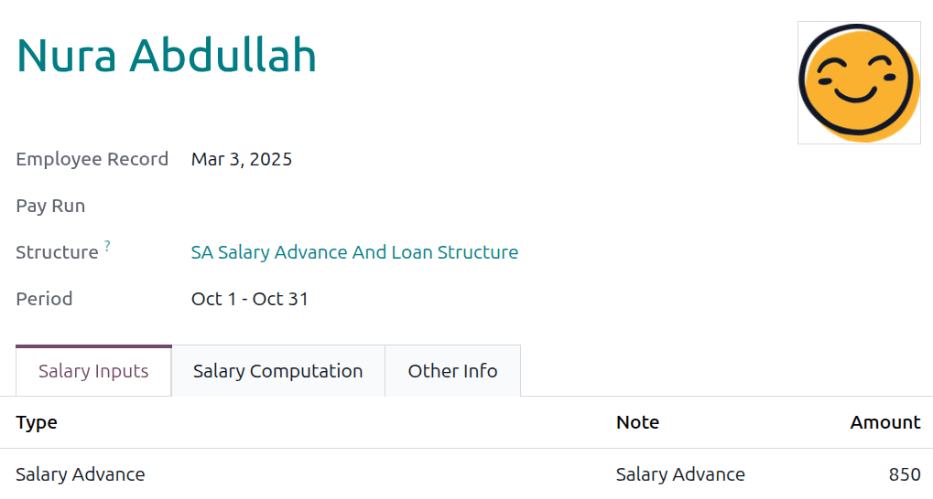 Nura Abdullah
Employee Record Mar 3, 2025
Pay Run
Structure ? SA Salary Advance And Loan Structure
Period Oct 1 - Oct 31
Salary Inputs Salary Computation Other Info
Type Note Amount
Salary Advance Salary Advance 850